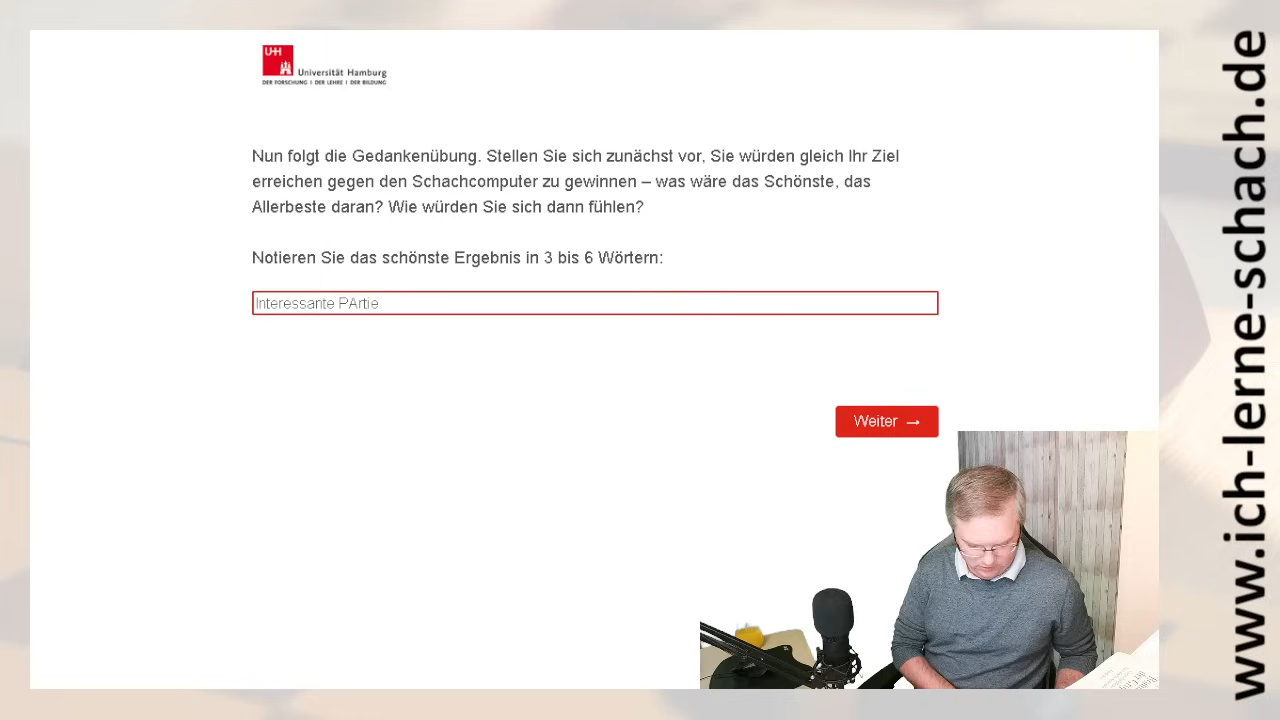 UHH
Universität Hamburg
DER FORSCHUNG I DER LEHRE I DER BILDUNG
Nun folgt die Gedankenübung. Stellen Sie sich zunächst vor, Sie würden gleich Ihr Ziel
erreichen gegen den Schachcomputer zu gewinnen – was wäre das Schönste, das
Allerbeste daran? Wie würden Sie sich dann fühlen?
Notieren Sie das schönste Ergebnis in 3 bis 6 Wörtern:
Interessante PArtie
Weiter →
www.ich-lerne-schach.de